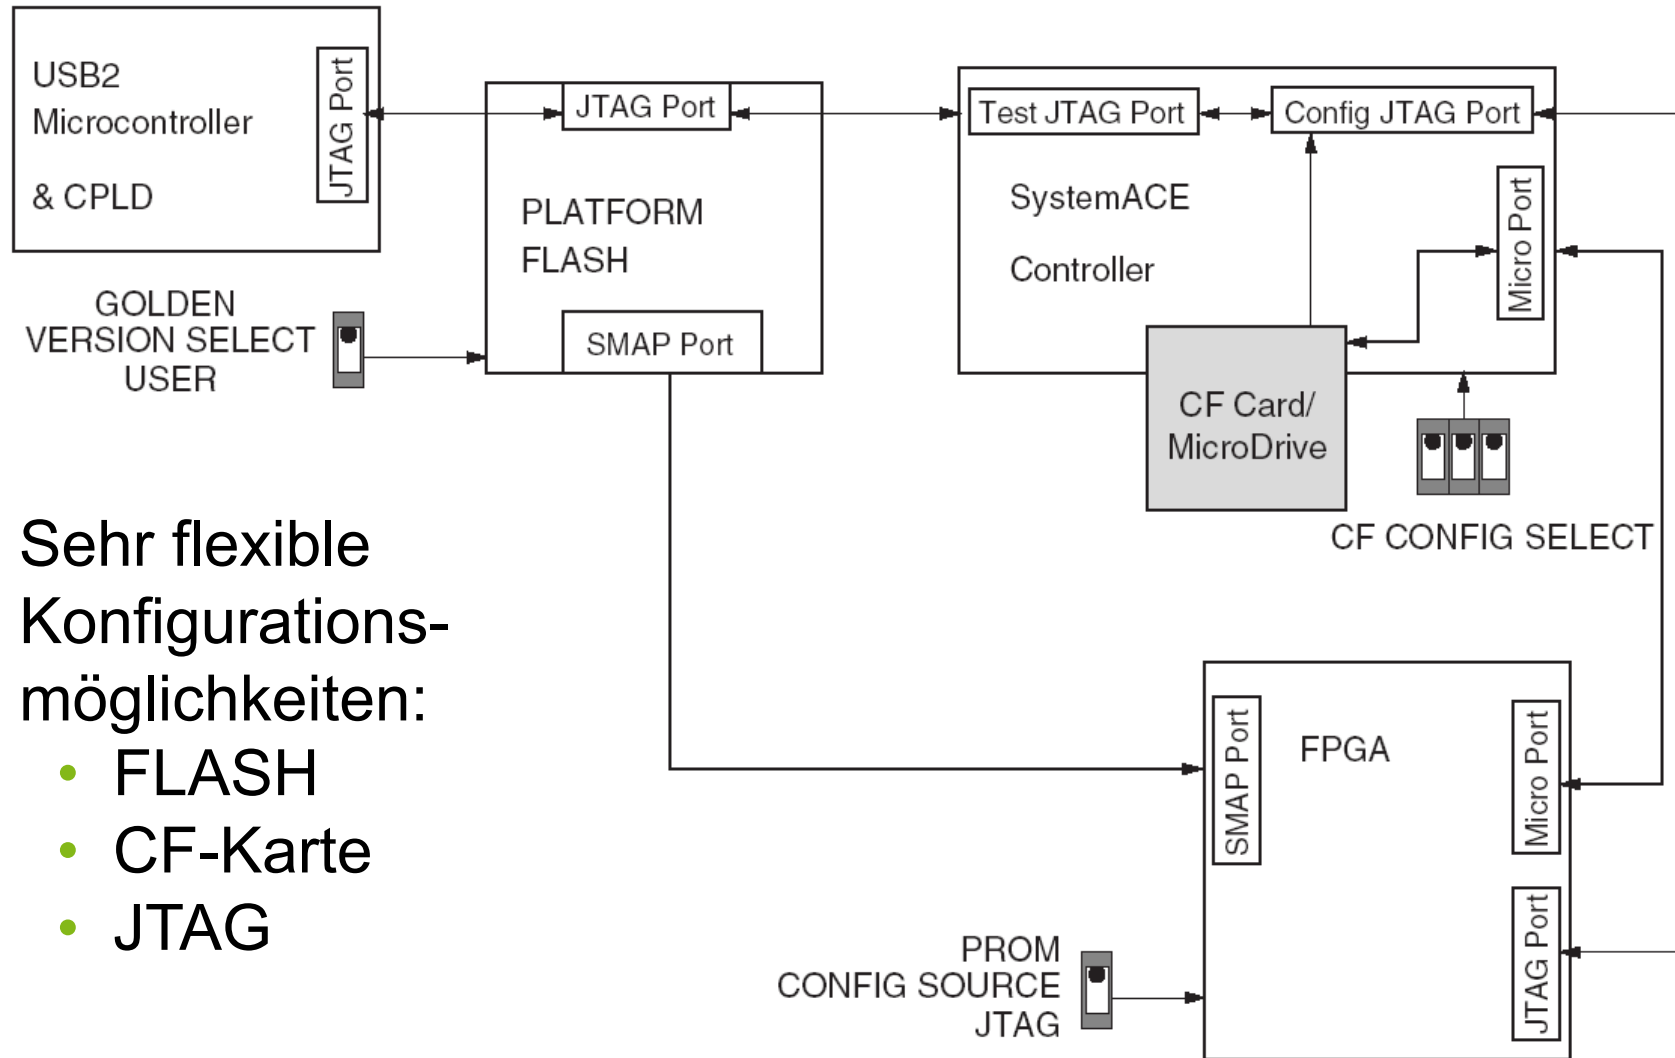 USB2
Microcontroller
& CPLD
JTAG Port
JTAG Port
PLATFORM
FLASH
SMAP Port
GOLDEN
VERSION SELECT
USER
Test JTAG Port
Config JTAG Port
SystemACE
Controller
Micro Port
CF Card/
MicroDrive
CF CONFIG SELECT
Sehr flexible
Konfigurations-
möglichkeiten:
• FLASH
• CF-Karte
• JTAG
SMAP Port
FPGA
Micro Port
JTAG Port
PROM
CONFIG SOURCE
JTAG